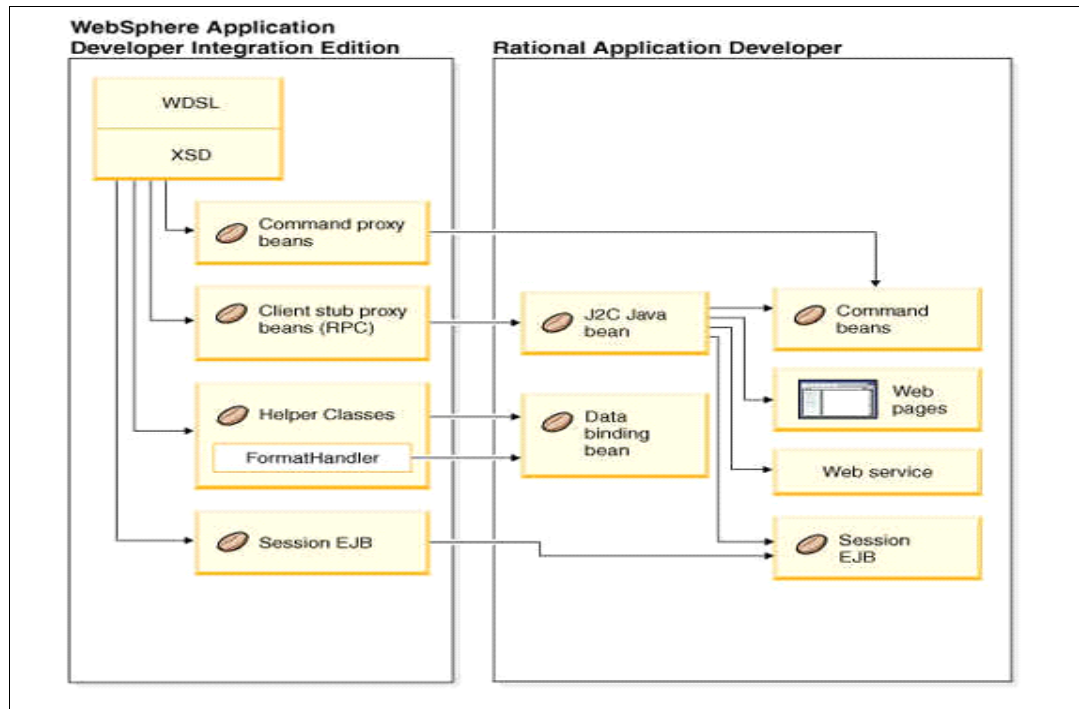 WebSphere Application
Developer Integration Edition
Rational Application Developer
WDSL
XSD
Command proxy
beans
Client stub proxy
beans (RPC)
Helper Classes
FormatHandler
Session EJB
J2C Java
bean
Data
binding
bean
Command
beans
Web
pages
Web service
Session
EJB